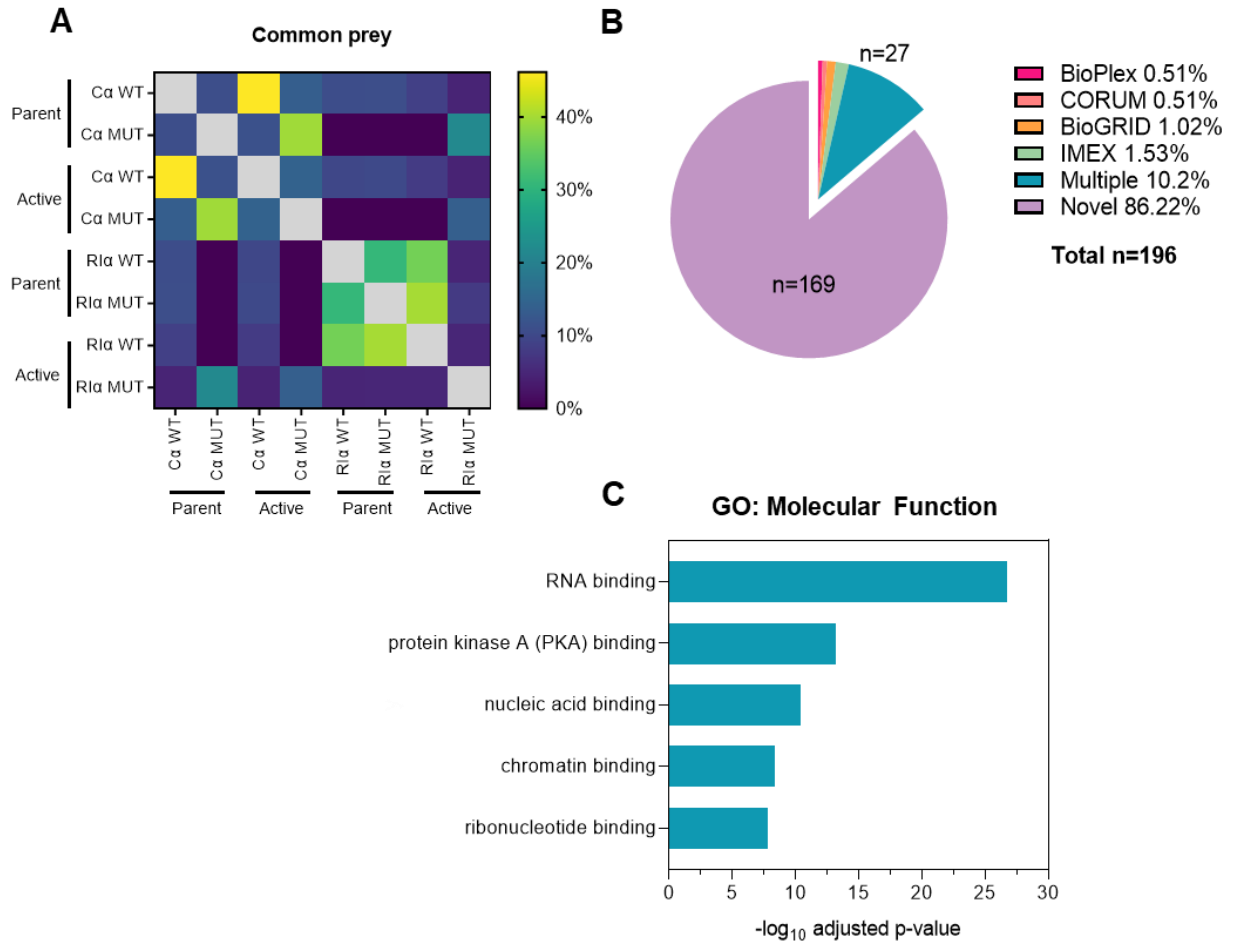 A
Common prey
Parent
Cα WT
Cα MUT
Active
Cα WT
Cα MUT
Parent
RIα WT
RIα MUT
Active
RIα WT
RIα MUT
40%
30%
20%
10%
0%
Cα WT
Cα MUT
Cα WT
Cα MUT
RIα WT
RIα MUT
RIα WT
RIα MUT
Parent
Active
Parent
Active
B
n=27
n=169
BioPlex 0.51%
CORUM 0.51%
BioGRID 1.02%
IMEX 1.53%
Multiple 10.2%
Novel 86.22%
Total n=196
C
GO: Molecular Function
RNA binding
protein kinase A (PKA) binding
nucleic acid binding
chromatin binding
ribonucleotide binding
0 5 10 15 20 25 30
-log₁₀ adjusted p-value